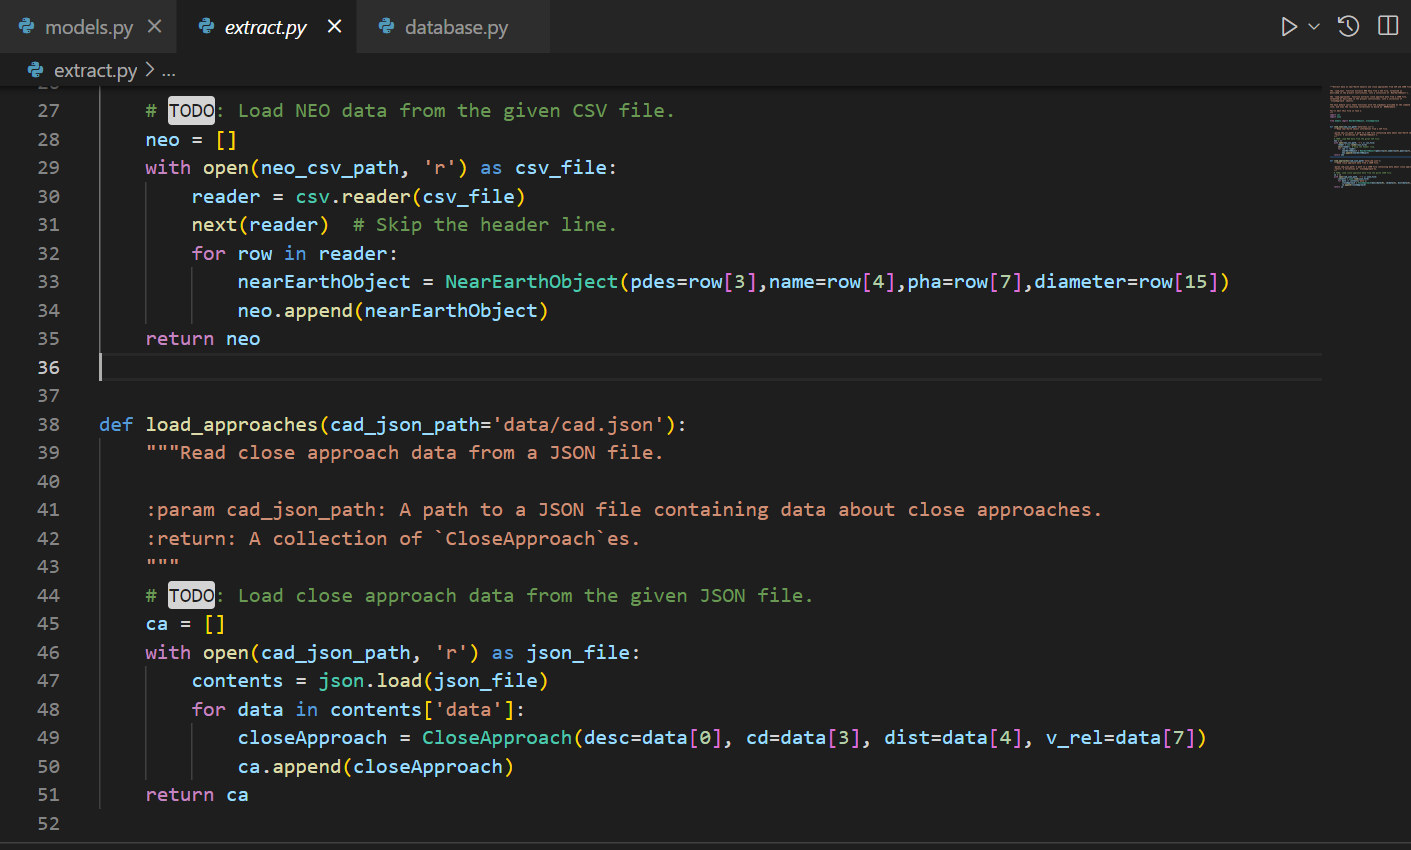 models.py
extract.py
database.py
extract.py > ...
27 # TODO: Load NEO data from the given CSV file.
28 neo = []
29 with open(neo_csv_path, 'r') as csv_file:
30 reader = csv.reader(csv_file)
31 next(reader)  # Skip the header line.
32 for row in reader:
33 nearEarthObject = NearEarthObject(pdes=row[3],name=row[4],pha=row[7],diameter=row[15])
34 neo.append(nearEarthObject)
35 return neo
36
37
38 def load_approaches(cad_json_path='data/cad.json'):
39 """Read close approach data from a JSON file.
40
41 :param cad_json_path: A path to a JSON file containing data about close approaches.
42 :return: A collection of `CloseApproach`es.
43 """
44 # TODO: Load close approach data from the given JSON file.
45 ca = []
46 with open(cad_json_path, 'r') as json_file:
47 contents = json.load(json_file)
48 for data in contents['data']:
49 closeApproach = CloseApproach(desc=data[0], cd=data[3], dist=data[4], v_rel=data[7])
50 ca.append(closeApproach)
51 return ca
52